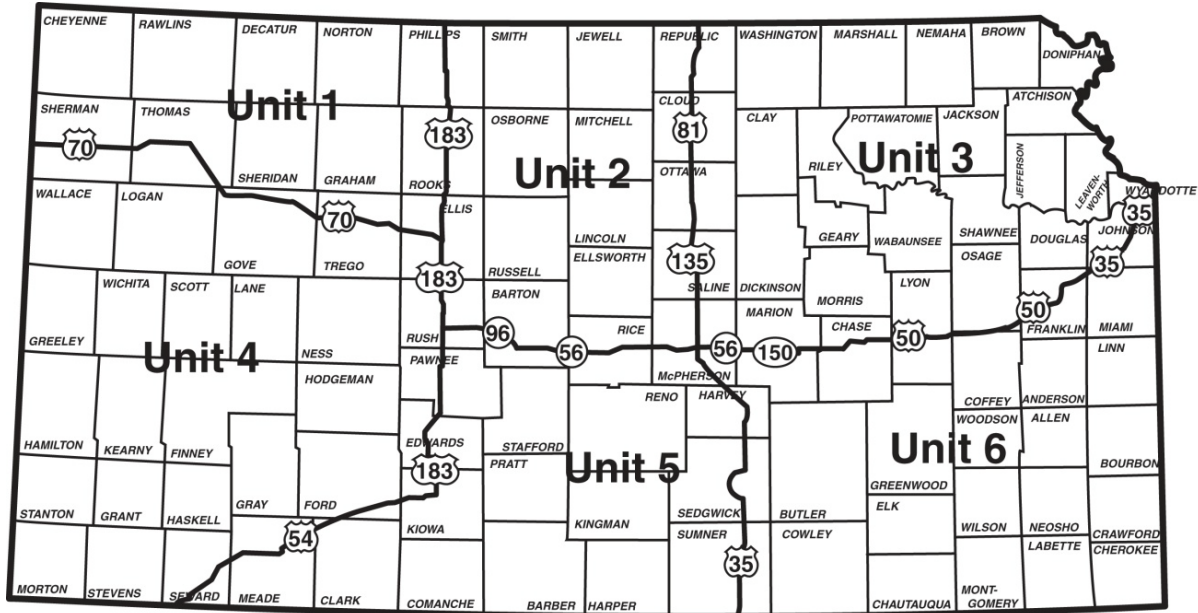 CHEYENNE
RAWLINS
DECATUR
NORTON
PHILLIPS
SMITH
JEWELL
REPUBLIC
WASHINGTON
MARSHALL
NEMAHA
BROWN
DONIPHAN
SHERMAN
THOMAS
Unit 1
183
OSBORNE
MITCHELL
CLOUD
81
CLAY
POTTAWATOMIE
JACKSON
ATCHISON
70
SHERIDAN
GRAHAM
ROOKS
Unit 2
OTTAWA
RILEY
Unit 3
JEFFERSON
LEAVEN-
WORTH
WYANDOTTE
35
WALLACE
LOGAN
70
ELLIS
LINCOLN
GEARY
WABAUNSEE
SHAWNEE
DOUGLAS
JOHNSON
35
GOVE
TREGO
183
RUSSELL
ELLSWORTH
135
SALINE
DICKINSON
MORRIS
LYON
OSAGE
WICHITA
SCOTT
LANE
BARTON
MARION
50
GREELEY
Unit 4
NESS
RUSH
96
RICE
56
56
150
CHASE
50
FRANKLIN
MIAMI
HODGEMAN
PAWNEE
McPHERSON
LINN
RENO
HARVEY
COFFEY
ANDERSON
HAMILTON
KEARNY
FINNEY
EDWARDS
STAFFORD
WOODSON
ALLEN
183
PRATT
Unit 5
Unit 6
BOURBON
STANTON
GRANT
HASKELL
GRAY
FORD
KIOWA
KINGMAN
SEDGWICK
BUTLER
GREENWOOD
ELK
54
SUMNER
COWLEY
WILSON
NEOSHO
CRAWFORD
35
LABETTE
CHEROKEE
MORTON
STEVENS
SEWARD
MEADE
CLARK
COMANCHE
BARBER
HARPER
CHAUTAUQUA
MONT-
GOMERY